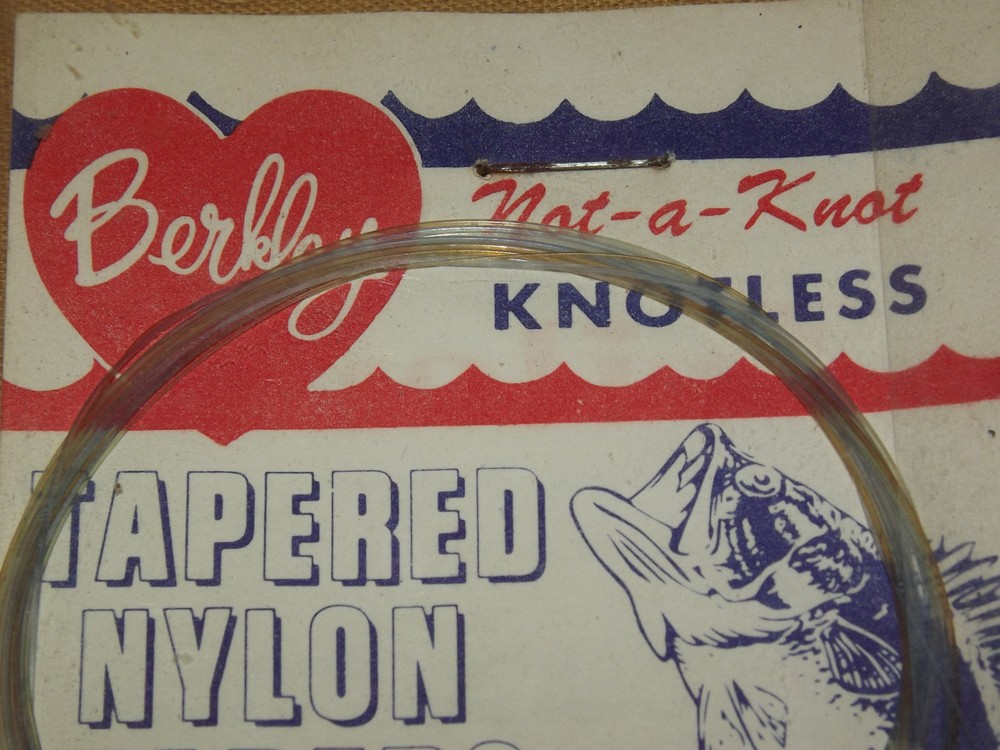 Berkley
Not-a-Knot
KNOTLESS
TAPERED
NYLON